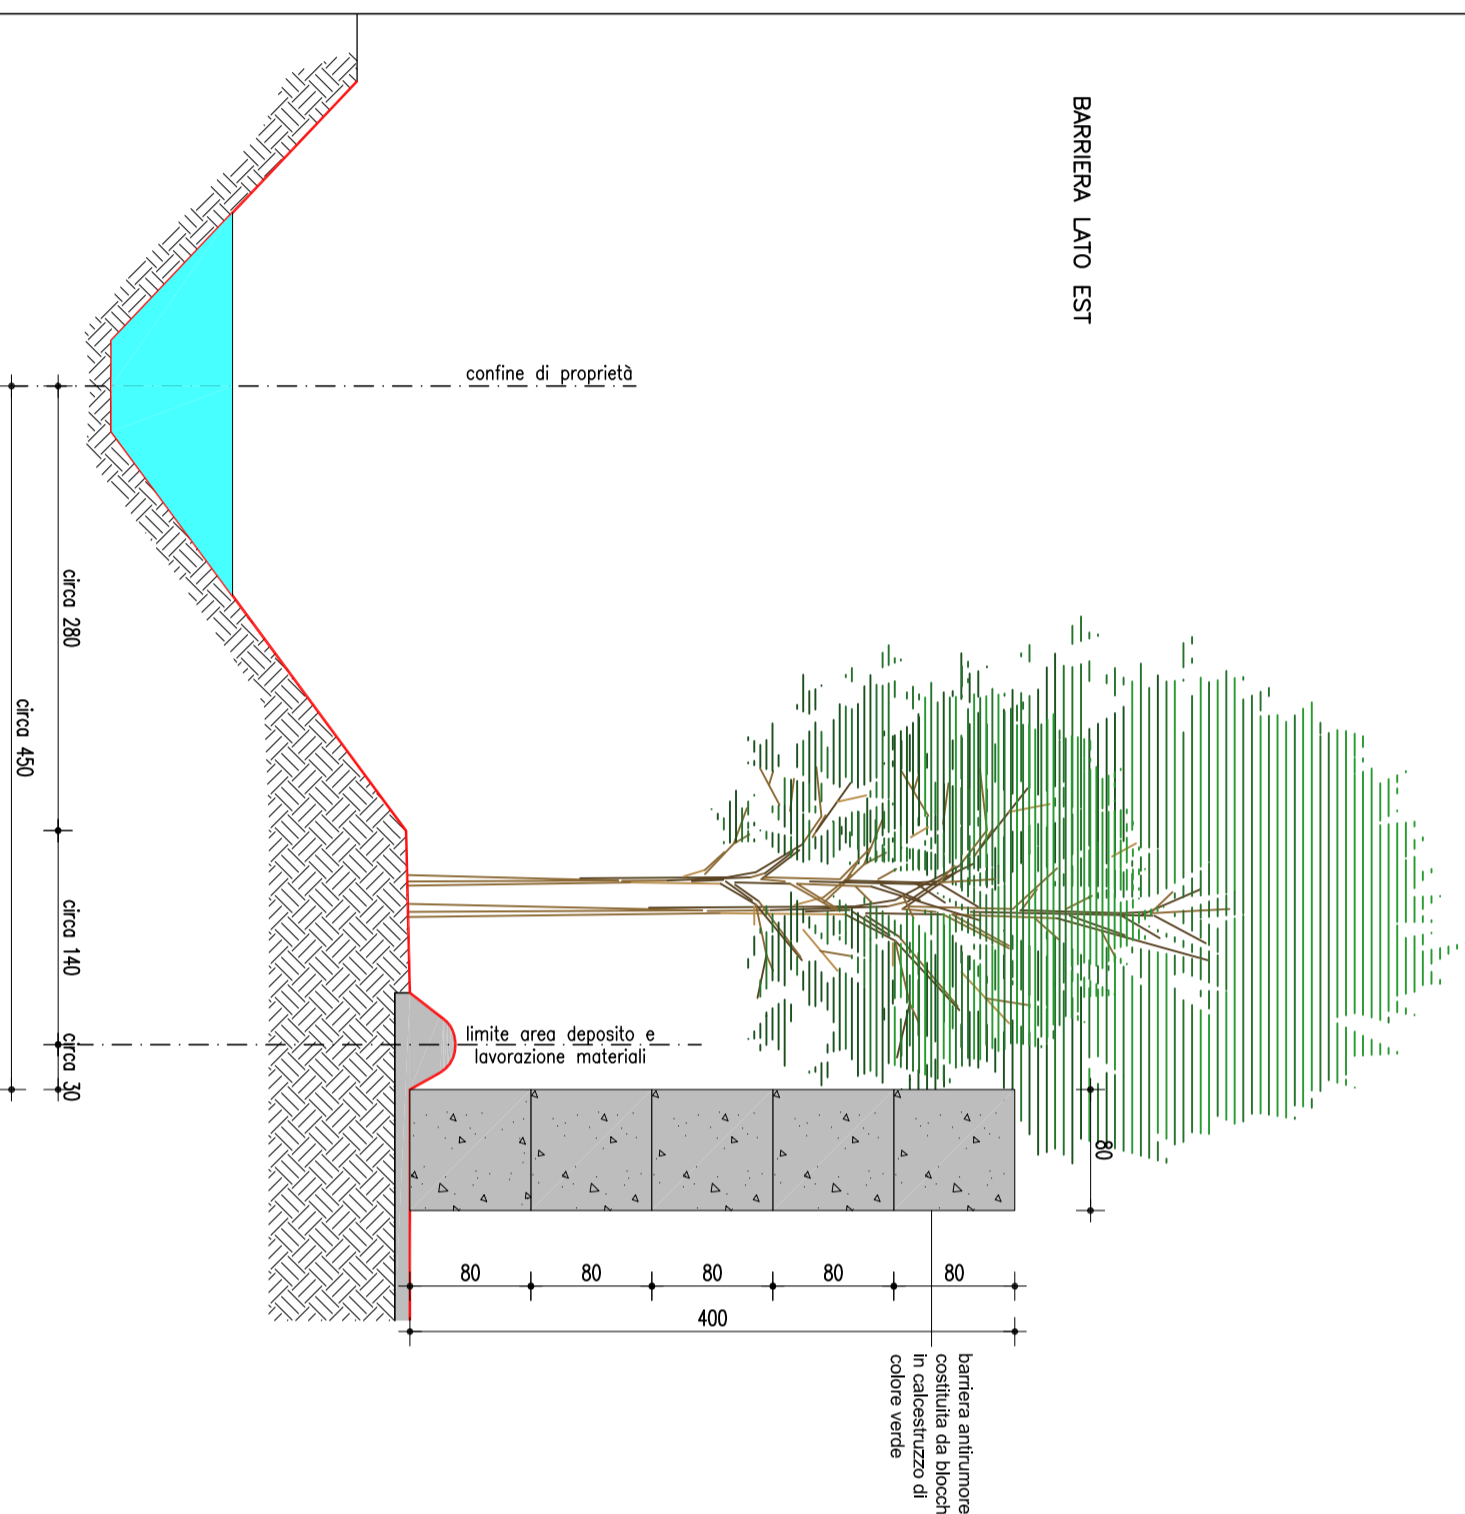 BARRIERA LATO EST
confine di proprietà
limite area deposito e
lavorazione materiali
circa 280
circa 140
circa 30
circa 450
80
80
80
80
80
80
400
barriera antirumore
costituita da blocch
in calcestruzzo di
colore verde